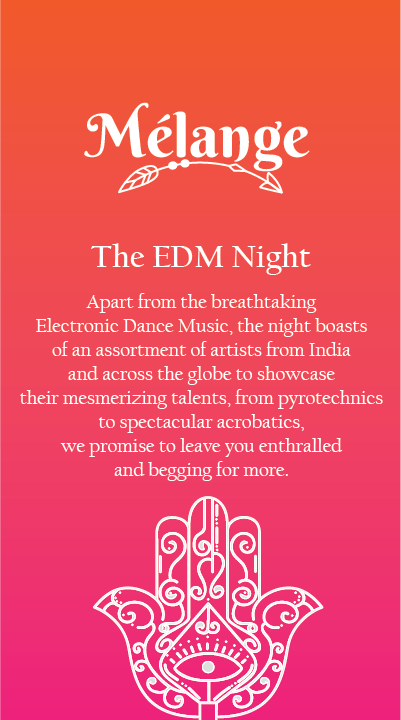 Mélange
The EDM Night
Apart from the breathtaking
Electronic Dance Music, the night boasts
of an assortment of artists from India
and across the globe to showcase
their mesmerizing talents, from pyrotechnics
to spectacular acrobatics,
we promise to leave you enthralled
and begging for more.